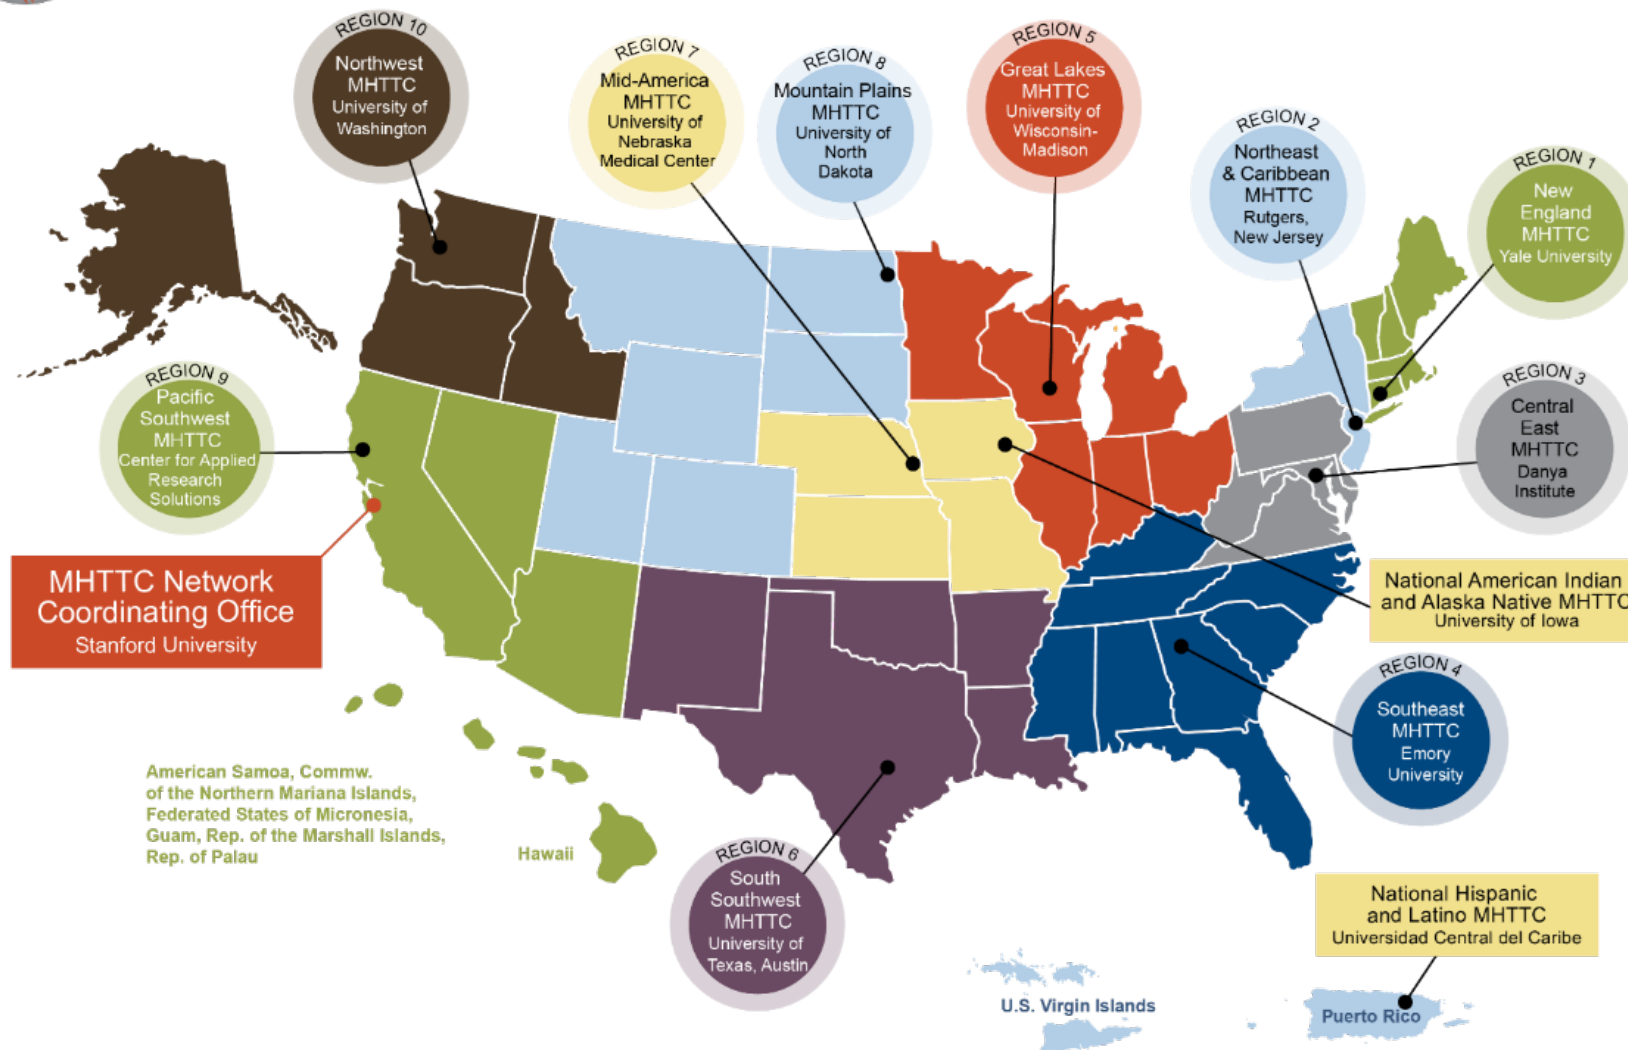 REGION 10
Northwest
MHTTC
University of
Washington
REGION 7
Mid-America
MHTTC
University of
Nebraska
Medical Center
REGION 8
Mountain Plains
MHTTC
University of
North
Dakota
REGION 5
Great Lakes
MHTTC
University of
Wisconsin-
Madison
REGION 2
Northeast
& Caribbean
MHTTC
Rutgers,
New Jersey
REGION 1
New
England
MHTTC
Yale University
REGION 9
Pacific
Southwest
MHTTC
Center for Applied
Research
Solutions
REGION 3
Central
East
MHTTC
Danya
Institute
MHTTC Network
Coordinating Office
Stanford University
National American Indian
and Alaska Native MHTTC
University of Iowa
REGION 4
Southeast
MHTTC
Emory
University
American Samoa, Commw.
of the Northern Mariana Islands,
Federated States of Micronesia,
Guam, Rep. of the Marshall Islands,
Rep. of Palau
Hawaii
REGION 6
South
Southwest
MHTTC
University of
Texas, Austin
National Hispanic
and Latino MHTTC
Universidad Central del Caribe
U.S. Virgin Islands
Puerto Rico